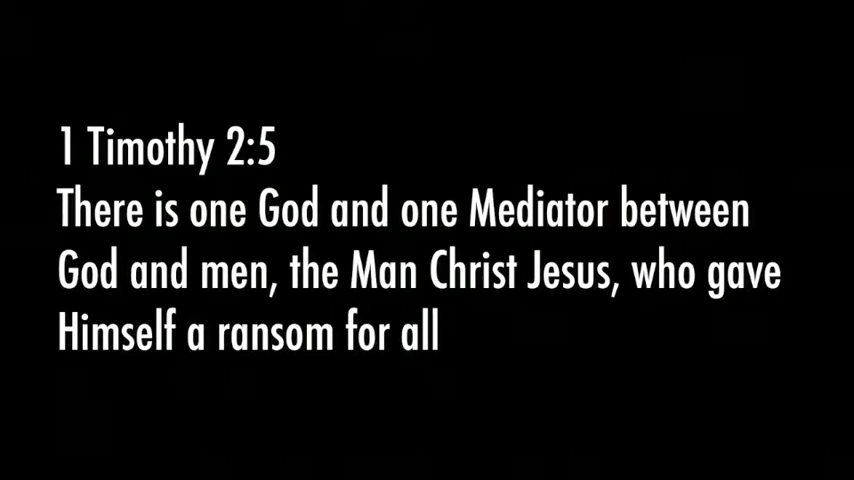 1 Timothy 2:5
There is one God and one Mediator between
God and men, the Man Christ Jesus, who gave
Himself a ransom for all